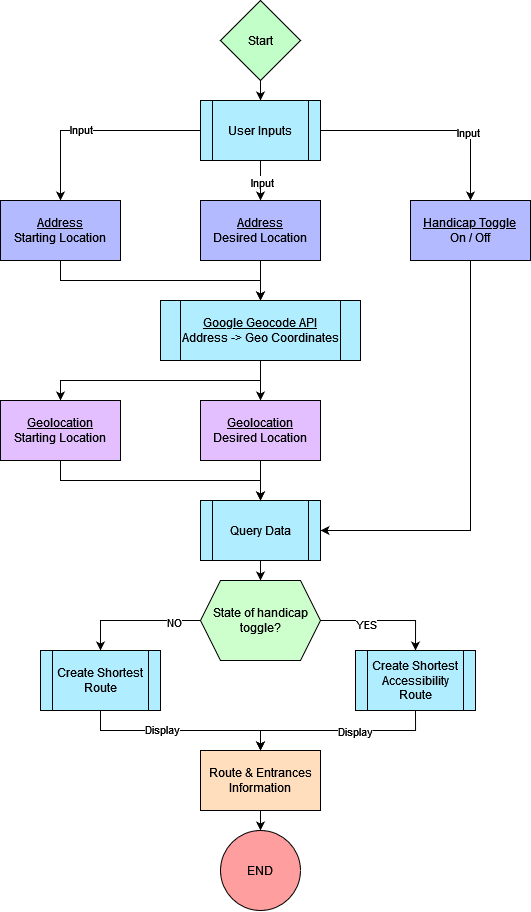 Start
User Inputs
Input
Input
Input
Address
Starting Location
Address
Desired Location
Handicap Toggle
On / Off
Google Geocode API
Address -> Geo Coordinates
Geolocation
Starting Location
Geolocation
Desired Location
Query Data
State of handicap
toggle?
NO
YES
Create Shortest
Route
Create Shortest
Accessibility
Route
Display
Display
Route & Entrances
Information
END